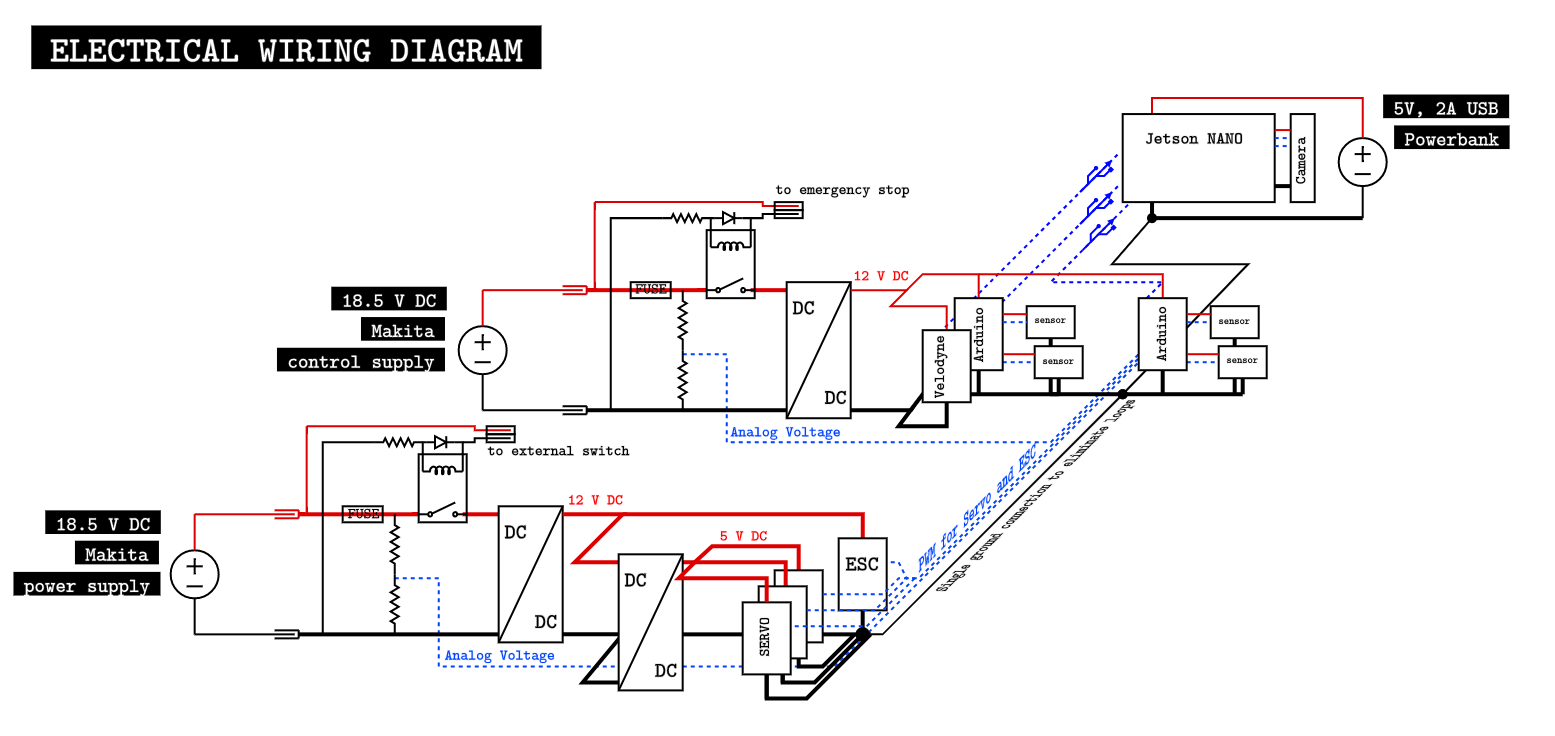 ELECTRICAL WIRING DIAGRAM
5V, 2A USB
Powerbank
Jetson NANO
Camera
to emergency stop
12 V DC
18.5 V DC
Makita
control supply
FUSE
DC
DC
Velodyne
Arduino
sensor
sensor
Arduino
sensor
sensor
Analog Voltage
to external switch
PWM for Servo and ESC
Single ground connection to eliminate loops
18.5 V DC
Makita
power supply
FUSE
12 V DC
DC
DC
5 V DC
DC
DC
ESC
SERVO
Analog Voltage